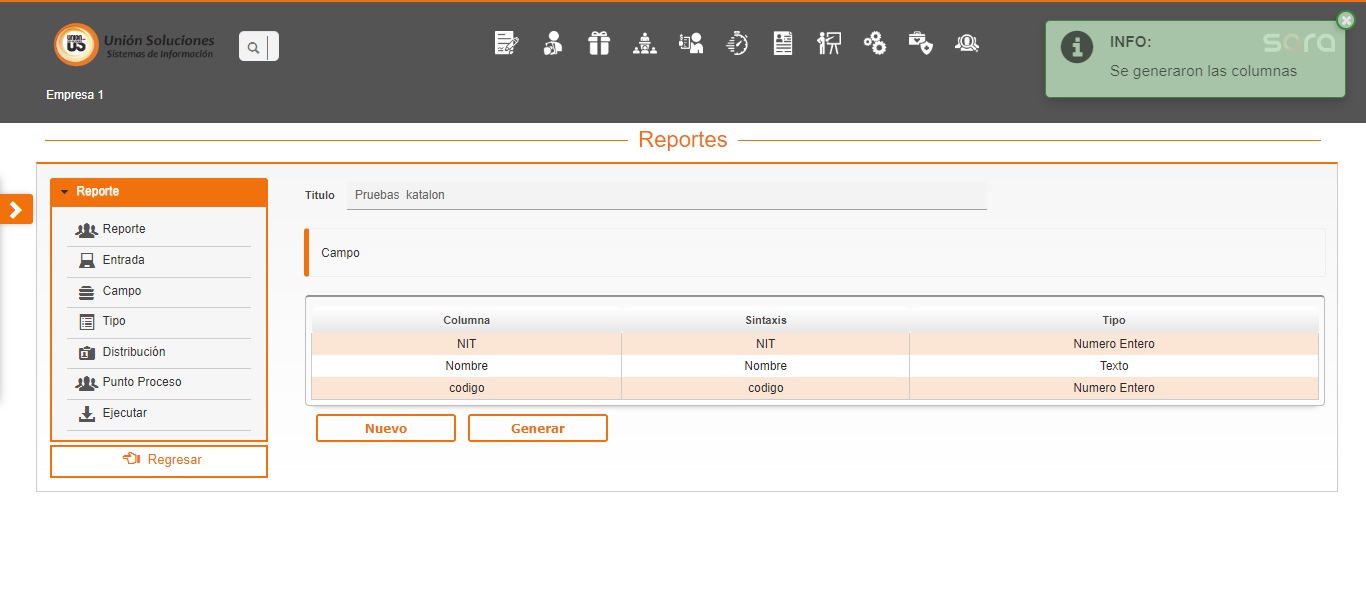 UNION
US
Unión Soluciones
Sistemas de Información
Empresa 1
sara
INFO:
Se generaron las columnas
Reportes
Reporte
Reporte
Entrada
Campo
Tipo
Distribución
Punto Proceso
Ejecutar
Regresar
Titulo Pruebas katalon
Campo
Columna Sintaxis Tipo
NIT NIT Numero Entero
Nombre Nombre Texto
codigo codigo Numero Entero
Nuevo Generar